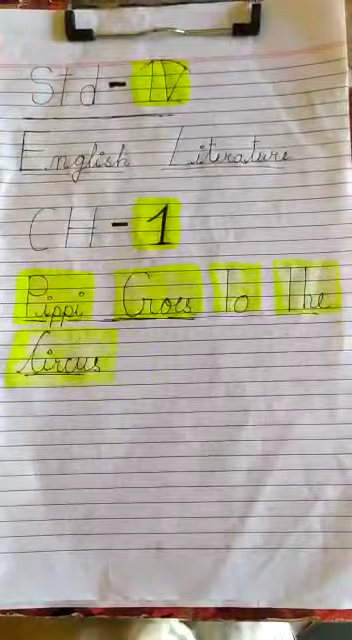 Std - IV
English Literature
CH - 1
Pippi Goes To The
Circus